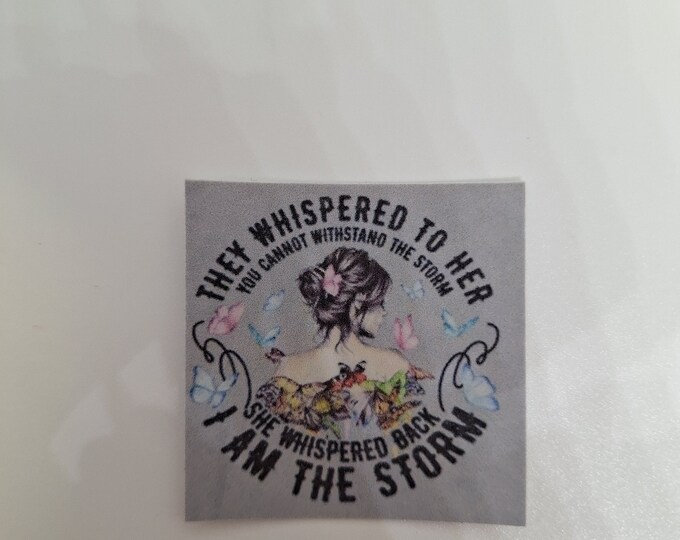 THEY WHISPERED TO HER
YOU CANNOT WITHSTAND THE STORM
SHE WHISPERED BACK
I AM THE STORM